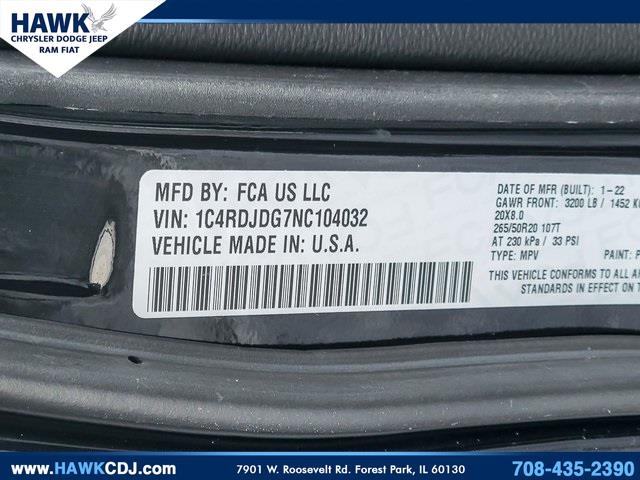 HAWK
CHRYSLER DODGE JEEP
RAM FIAT
MFD BY: FCA US LLC
VIN: 1C4RDJDG7NC104032
VEHICLE MADE IN: U.S.A.
DATE OF MFR (BUILT): 1-22
GAWR FRONT: 3200 LB / 1452 K
20X8.0
265/50R20 107T
AT 230 kPa / 33 PSI
TYPE: MPV PAINT: P
THIS VEHICLE CONFORMS TO ALL A
STANDARDS IN EFFECT ON T
www.HAWKCDJ.com
7901 W. Roosevelt Rd. Forest Park, IL 60130
708-435-2390